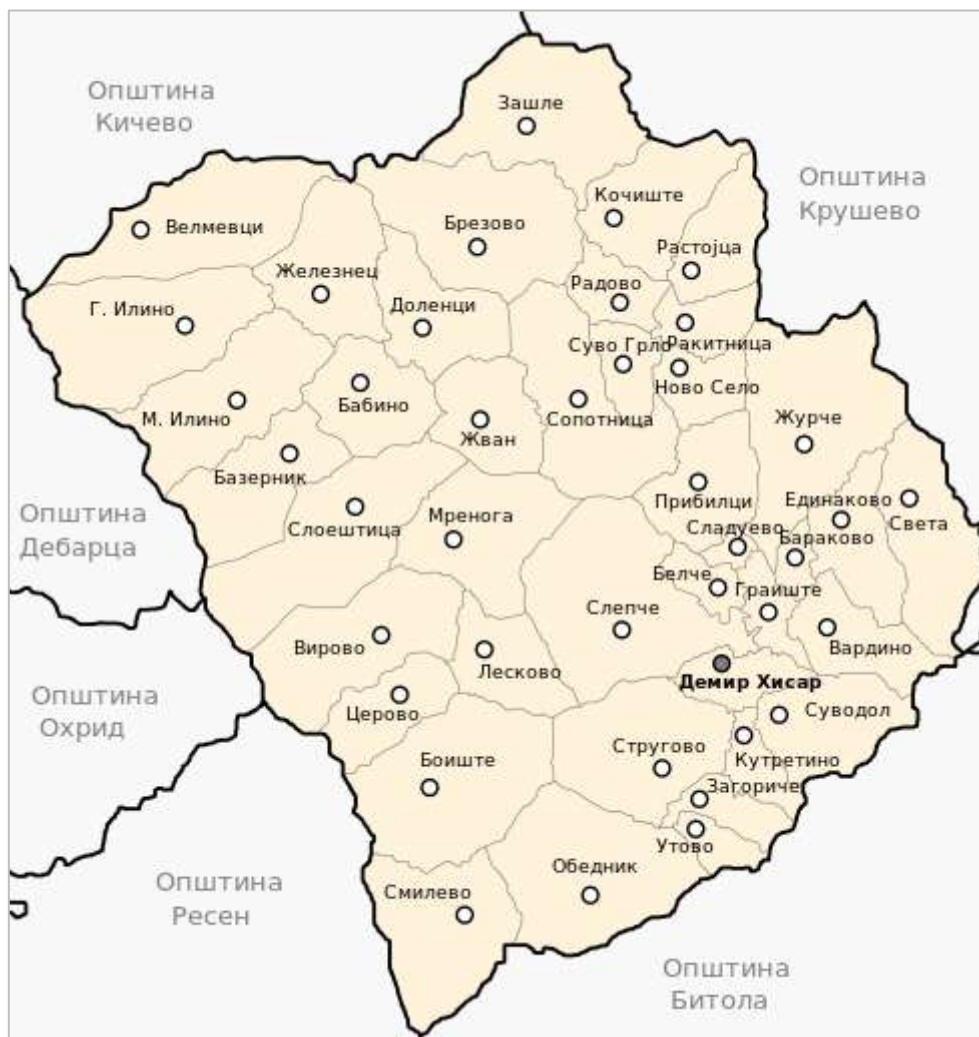 Зашле
Општина
Кичево
Општина
Крушево
Кочиште
Велмевци
Брезово
Растојца
Железнец
Радово
Г. Илино
Доленци
Ракитница
Суво Грло
Ново Село
Бабино
М. Илино
Жван
Сопотница
Журче
Базерник
Прибилци
Единаково
Света
Општина
Дебарца
Слоештица
Мренога
Сладуево
Бараково
Белче
Граиште
Слепче
Вирово
Лесково
Вардино
Демир Хисар
Општина
Охрид
Церово
Суводол
Стругово
Боиште
Кутретино
Загориче
Утово
Општина
Ресен
Смилево
Обедник
Општина
Битола